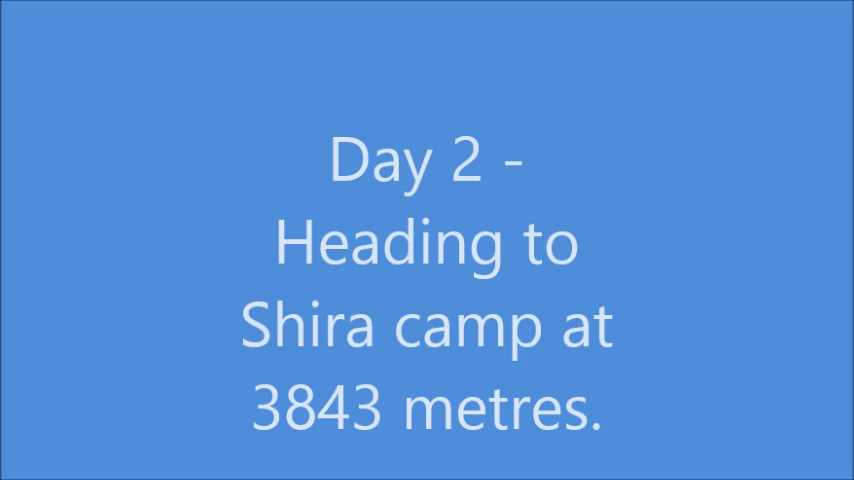 Day 2 -
Heading to
Shira camp at
3843 metres.